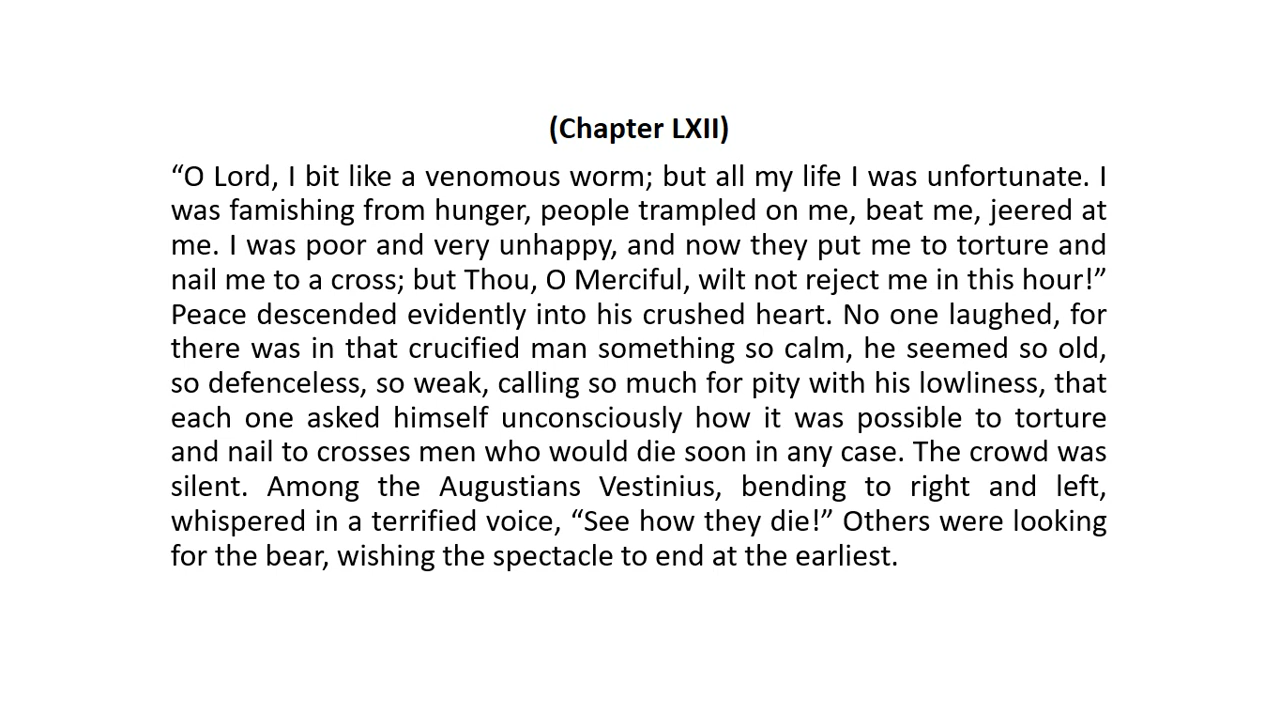 (Chapter LXII)
“O Lord, I bit like a venomous worm; but all my life I was unfortunate. I
was famishing from hunger, people trampled on me, beat me, jeered at
me. I was poor and very unhappy, and now they put me to torture and
nail me to a cross; but Thou, O Merciful, wilt not reject me in this hour!”
Peace descended evidently into his crushed heart. No one laughed, for
there was in that crucified man something so calm, he seemed so old,
so defenceless, so weak, calling so much for pity with his lowliness, that
each one asked himself unconsciously how it was possible to torture
and nail to crosses men who would die soon in any case. The crowd was
silent. Among the Augustians Vestinius, bending to right and left,
whispered in a terrified voice, “See how they die!” Others were looking
for the bear, wishing the spectacle to end at the earliest.